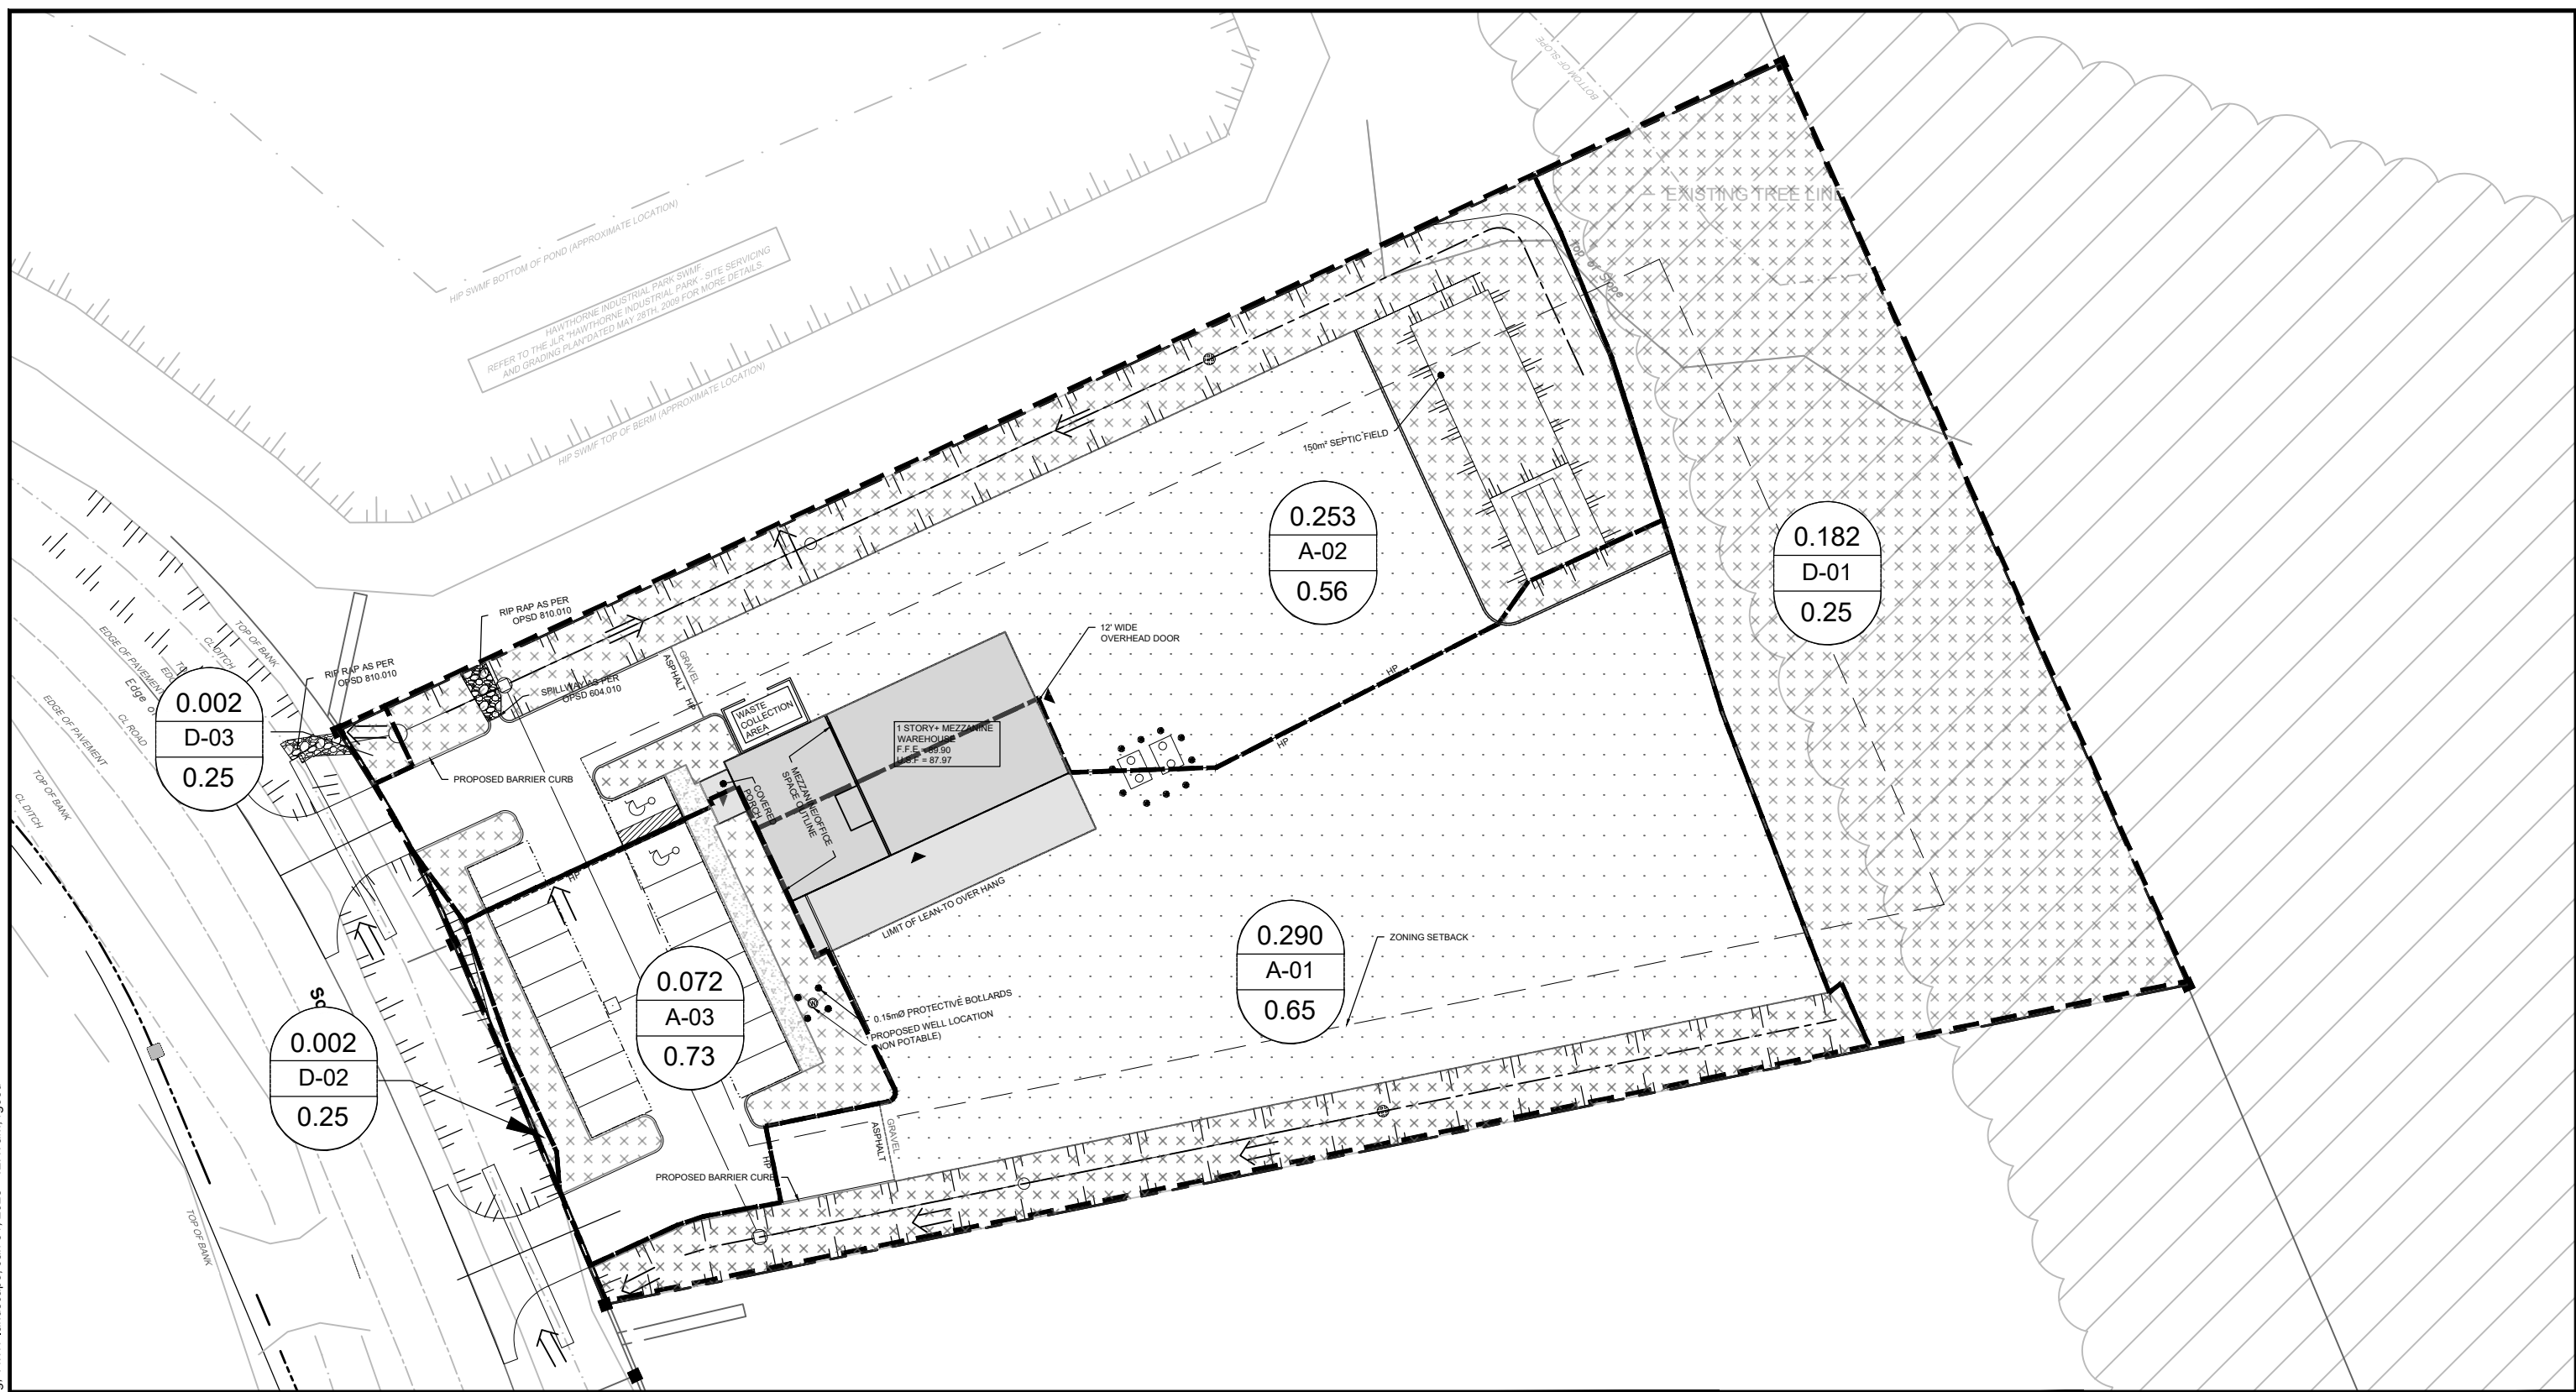 BOTTOM OF SLOPE
EXISTING TREE LINE
HIP SWMF BOTTOM OF POND (APPROXIMATE LOCATION)
HAWTHORNE INDUSTRIAL PARK SWMF
REFER TO THE JLR "HAWTHORNE INDUSTRIAL PARK - SITE SERVICING
AND GRADING PLAN"DATED MAY 28TH, 2009 FOR MORE DETAILS
HIP SWMF TOP OF BERM (APPROXIMATE LOCATION)
Top of Slope
150m² SEPTIC FIELD
0.253
A-02
0.56
0.182
D-01
0.25
RIP RAP AS PER
OPSD 810.010
RIP RAP AS PER
OPSD 810.010
SPILLWAY AS PER
OPSD 604.010
GRAVEL
ASPHALT
HP
12' WIDE
OVERHEAD DOOR
TOP OF BANK
CL DITCH
EDGE OF PAVEMENT
CL ROAD
EDGE OF PAVEMENT
TOP OF BANK
CL DITCH
0.002
D-03
0.25
WASTE
COLLECTION
AREA
1 STORY+ MEZZANINE
WAREHOUSE
F.F.E. =89.90
U.S.F = 87.97
HP
HP
PROPOSED BARRIER CURB
COVERED
PORCH
MEZZANINE/OFFICE
SPACE OUTLINE
HP
LIMIT OF LEAN-TO OVER HANG
0.290
A-01
0.65
ZONING SETBACK
0.072
A-03
0.73
0.15mØ PROTECTIVE BOLLARDS
PROPOSED WELL LOCATION
(NON POTABLE)
0.002
D-02
0.25
GRAVEL
ASPHALT
HP
PROPOSED BARRIER CURB
TOP OF BANK